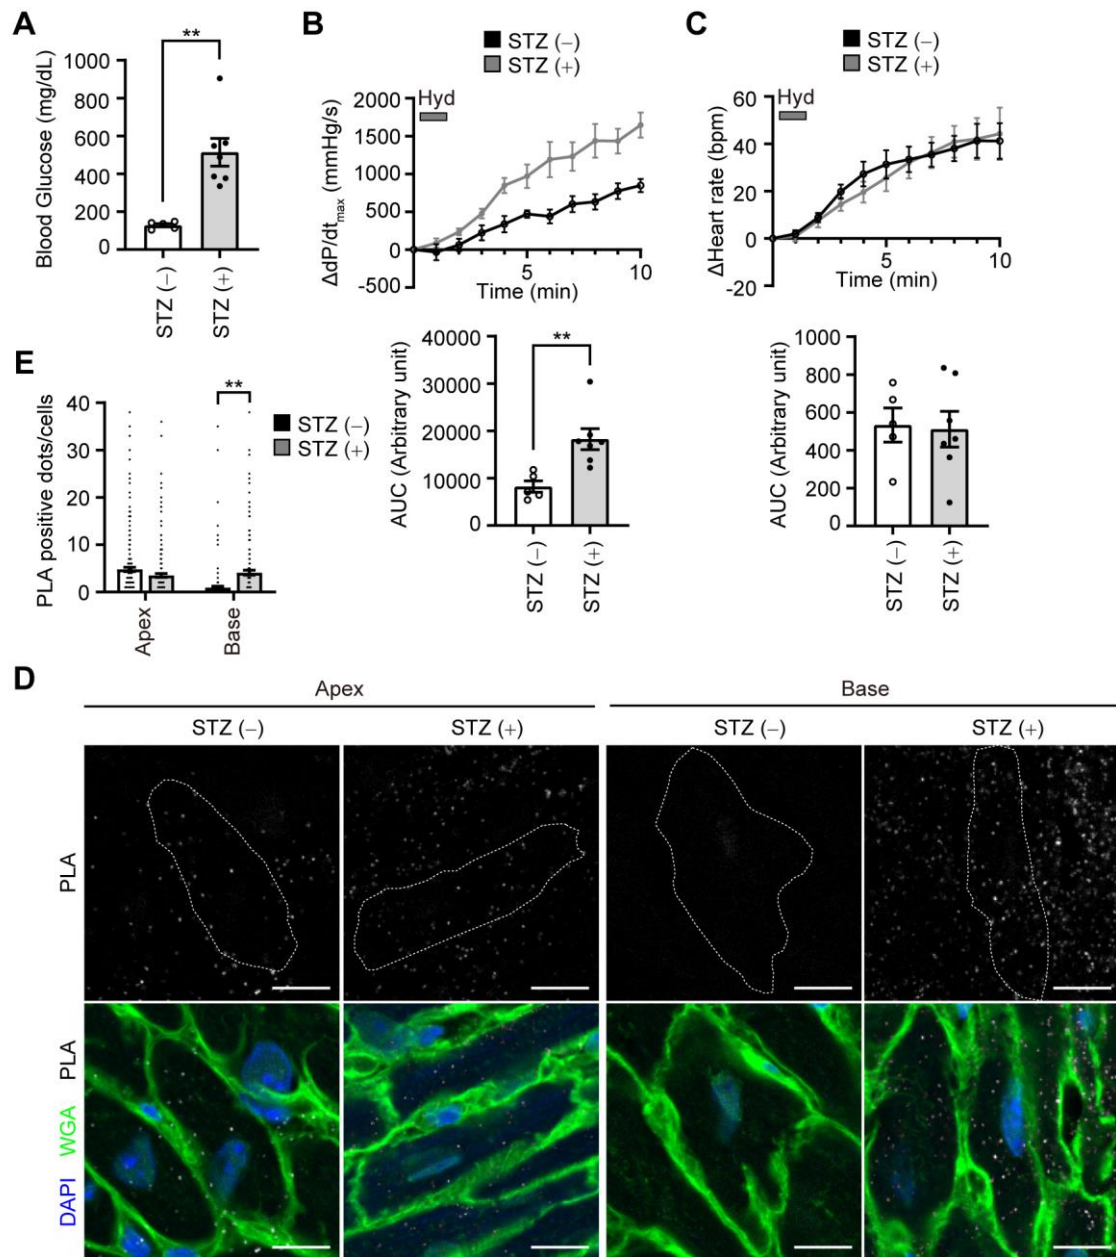 A
**
Blood Glucose (mg/dL)
1000
800
600
400
200
0
STZ (−)
STZ (+)
B
STZ (−)
STZ (+)
Hyd
ΔdP/dtmax (mmHg/s)
2000
1500
1000
500
0
-500
5
10
Time (min)
**
AUC (Arbitrary unit)
40000
30000
20000
10000
0
STZ (−)
STZ (+)
C
STZ (−)
STZ (+)
Hyd
ΔHeart rate (bpm)
60
40
20
0
-20
5
10
Time (min)
AUC (Arbitrary unit)
1000
800
600
400
200
0
STZ (−)
STZ (+)
E
**
PLA positive dots/cells
40
30
20
10
0
Apex
Base
STZ (−)
STZ (+)
D
Apex
Base
STZ (−)
STZ (+)
STZ (−)
STZ (+)
PLA
DAPI WGA PLA